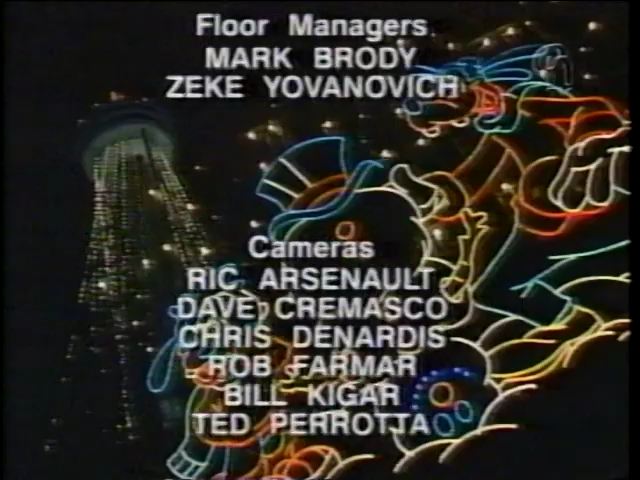 Floor Managers
MARK BRODY
ZEKE YOVANOVICH
Cameras
RIC ARSENAULT
DAVE CREMASCO
CHRIS DENARDIS
ROB FARMAR
BILL KIGAR
TED PERROTTA